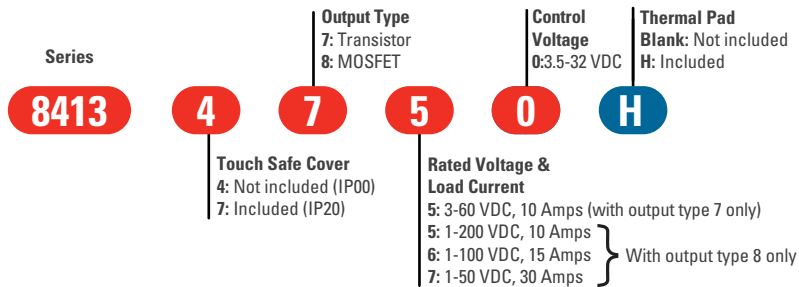 Series
Output Type
7: Transistor
8: MOSFET
Control
Voltage
0:3.5-32 VDC
Thermal Pad
Blank: Not included
H: Included
8413 4 7 5 0 H
Touch Safe Cover
4: Not included (IP00)
7: Included (IP20)
Rated Voltage &
Load Current
5: 3-60 VDC, 10 Amps (with output type 7 only)
5: 1-200 VDC, 10 Amps
6: 1-100 VDC, 15 Amps
7: 1-50 VDC, 30 Amps
With output type 8 only